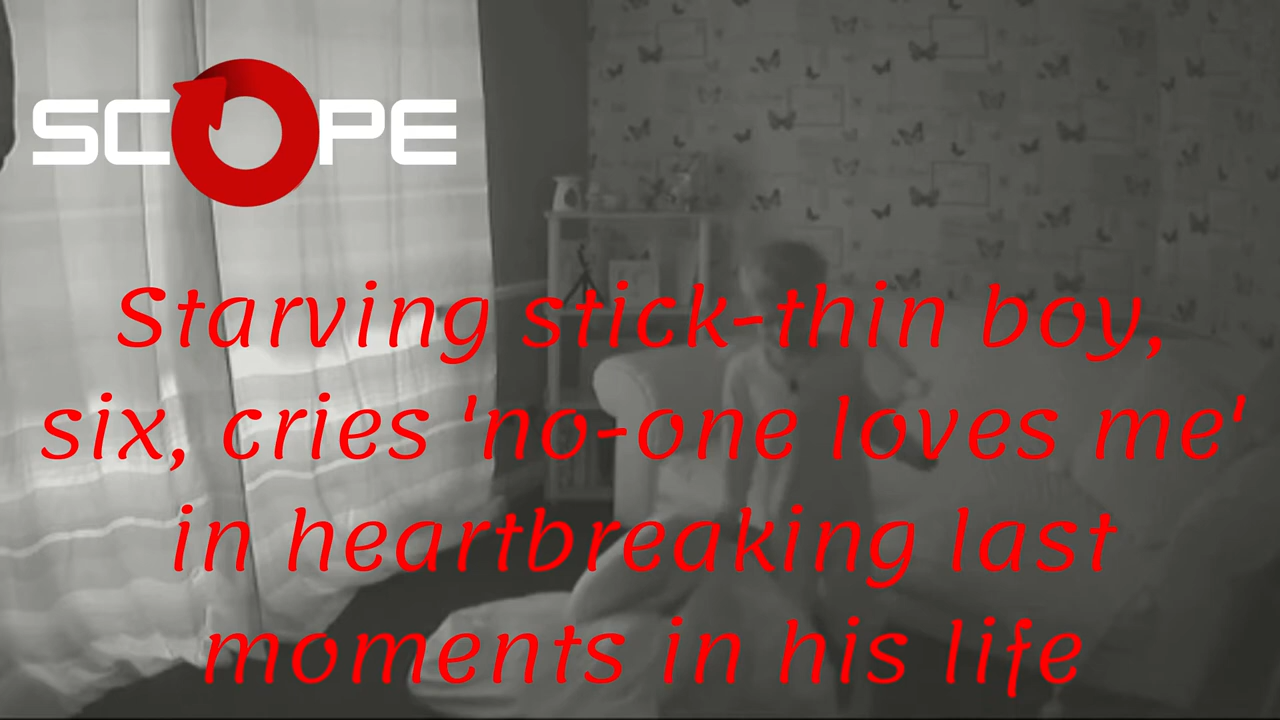 SCOPE
Starving stick-thin boy,
six, cries 'no-one loves me'
in heartbreaking last
moments in his life